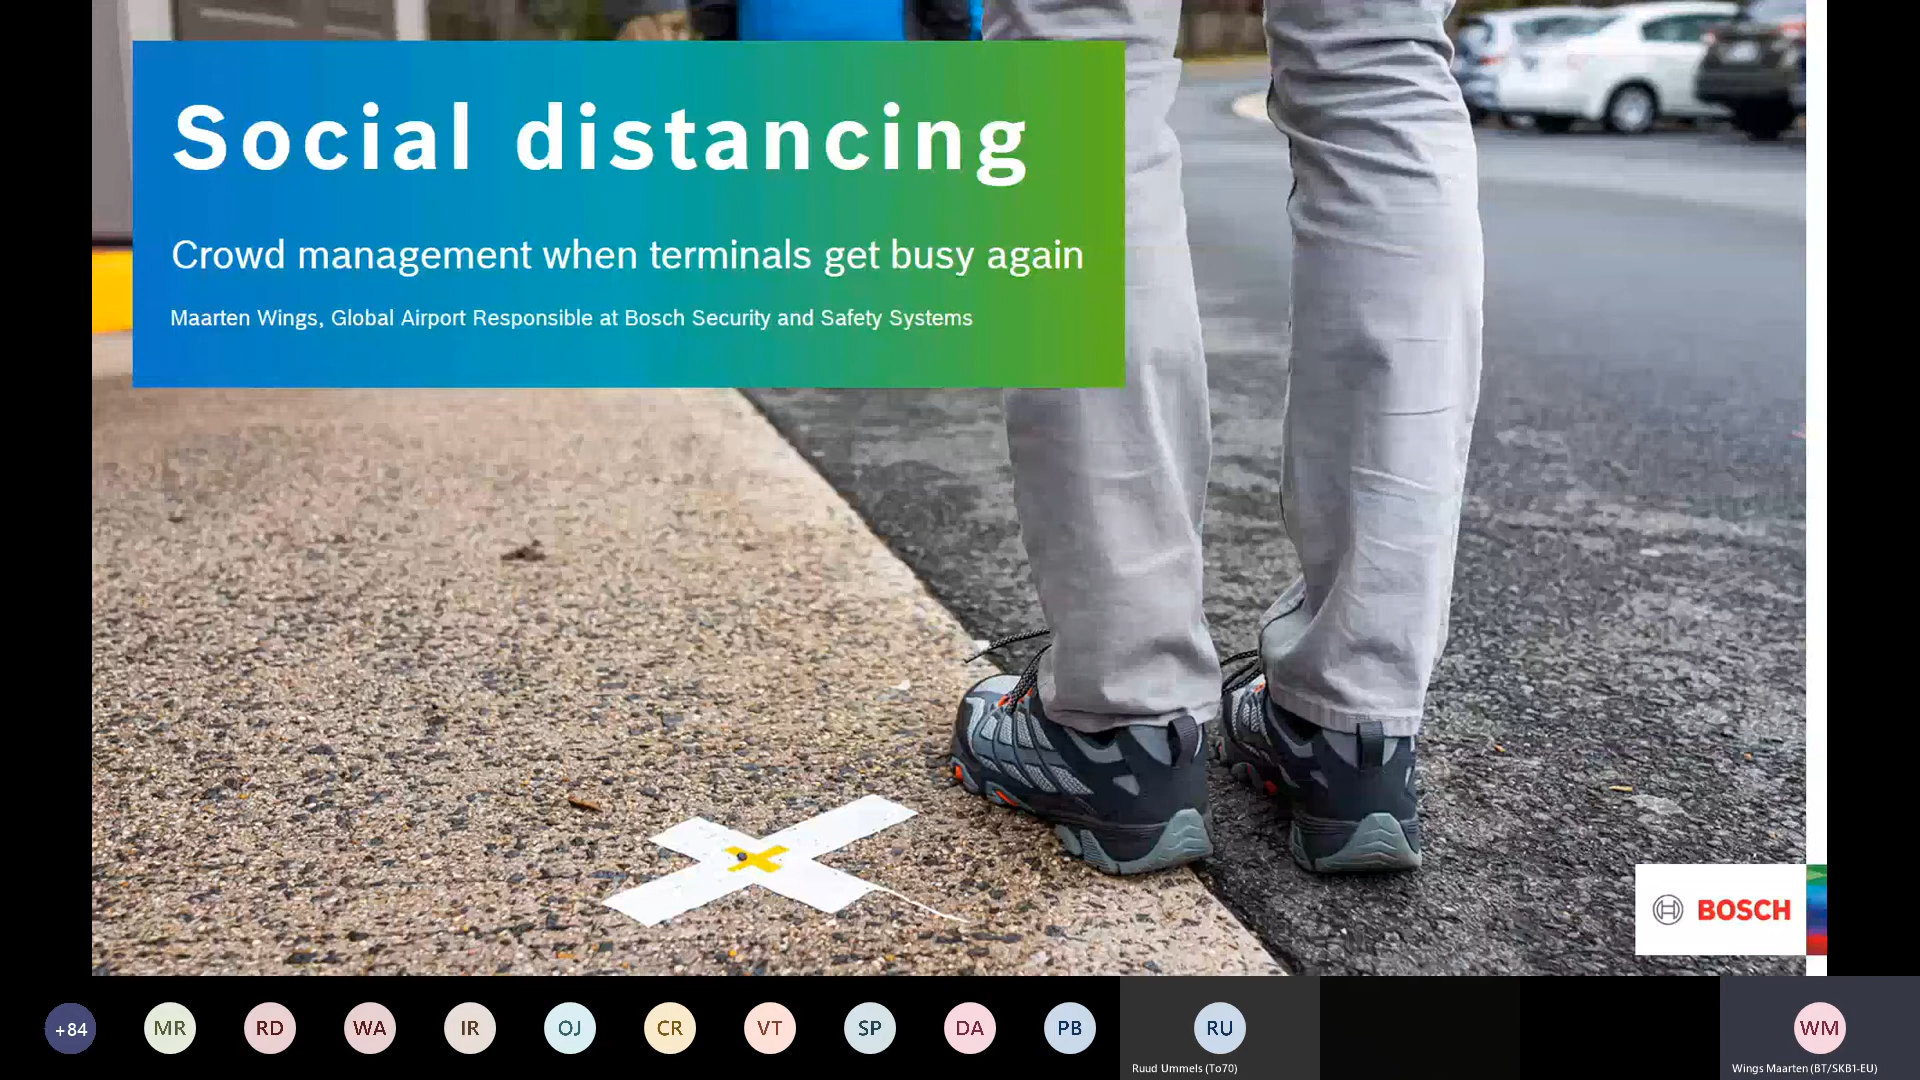 Social distancing
Crowd management when terminals get busy again
Maarten Wings, Global Airport Responsible at Bosch Security and Safety Systems
BOSCH
+84
MR
RD
WA
IR
OJ
CR
VT
SP
DA
PB
RU
WM
Ruud Ummels (To70)
Wings Maarten (BT/SKB1-EU)